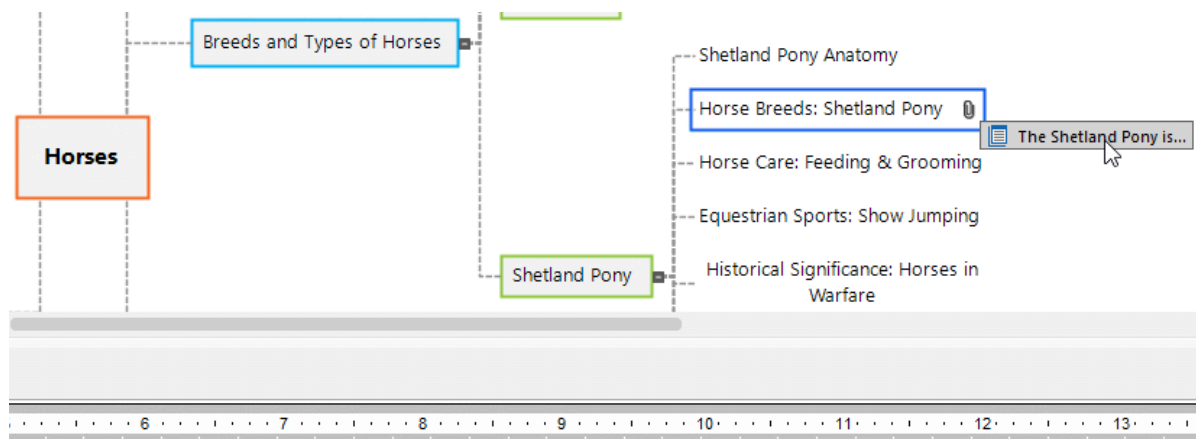 Breeds and Types of Horses
Shetland Pony Anatomy
Horse Breeds: Shetland Pony
The Shetland Pony is...
Horses
Horse Care: Feeding & Grooming
Equestrian Sports: Show Jumping
Shetland Pony
Historical Significance: Horses in
Warfare
6 7 8 9 10 11 12 13